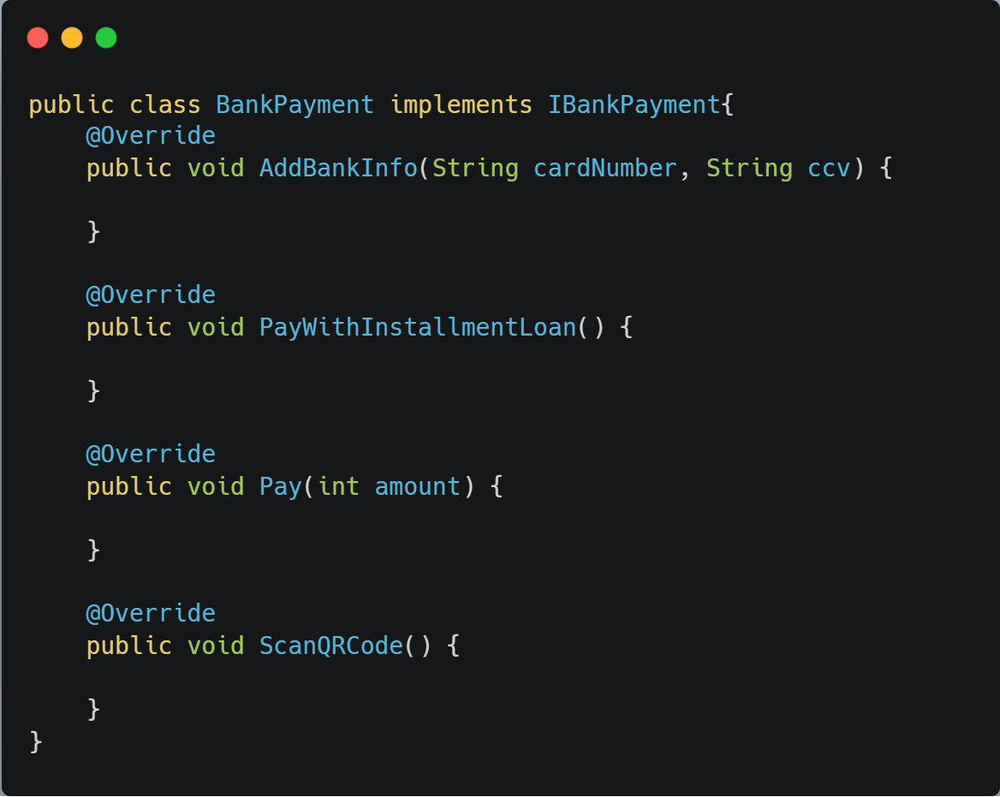 public class BankPayment implements IBankPayment{
    @Override
    public void AddBankInfo(String cardNumber, String ccv) {

    }

    @Override
    public void PayWithInstallmentLoan() {

    }

    @Override
    public void Pay(int amount) {

    }

    @Override
    public void ScanQRCode() {

    }
}